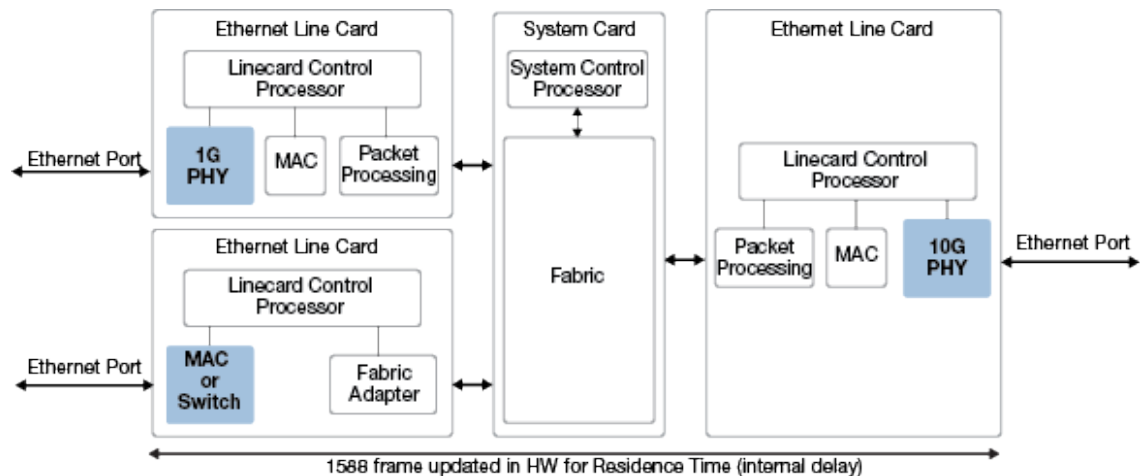 Ethernet Line Card
Linecard Control
Processor
Ethernet Port
1G
PHY
MAC
Packet
Processing
Ethernet Line Card
Linecard Control
Processor
Ethernet Port
MAC
or
Switch
Fabric
Adapter
System Card
System Control
Processor
Fabric
Ethernet Line Card
Linecard Control
Processor
Packet
Processing
MAC
10G
PHY
Ethernet Port
1588 frame updated in HW for Residence Time (internal delay)